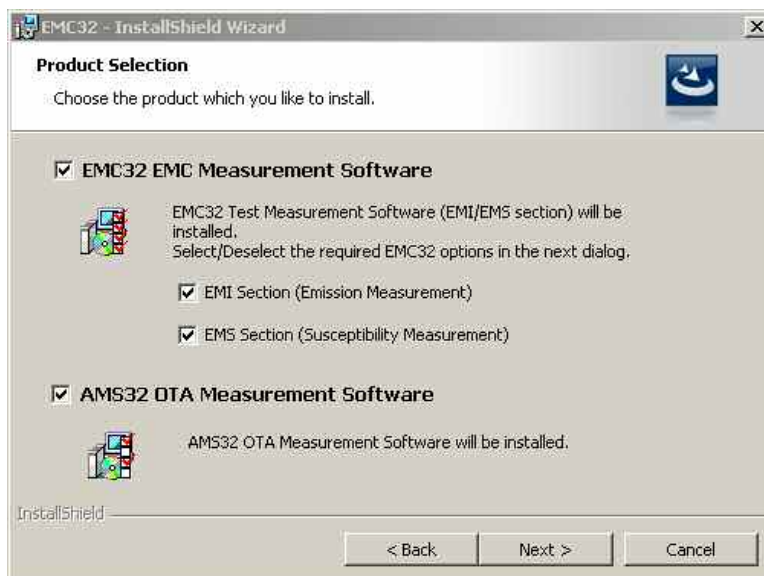 EMC32 - InstallShield Wizard
Product Selection
Choose the product which you like to install.
EMC32 EMC Measurement Software
EMC32 Test Measurement Software (EMI/EMS section) will be
installed.
Select/Deselect the required EMC32 options in the next dialog.
EMI Section (Emission Measurement)
EMS Section (Susceptibility Measurement)
AMS32 OTA Measurement Software
AMS32 OTA Measurement Software will be installed.
InstallShield
< Back
Next >
Cancel